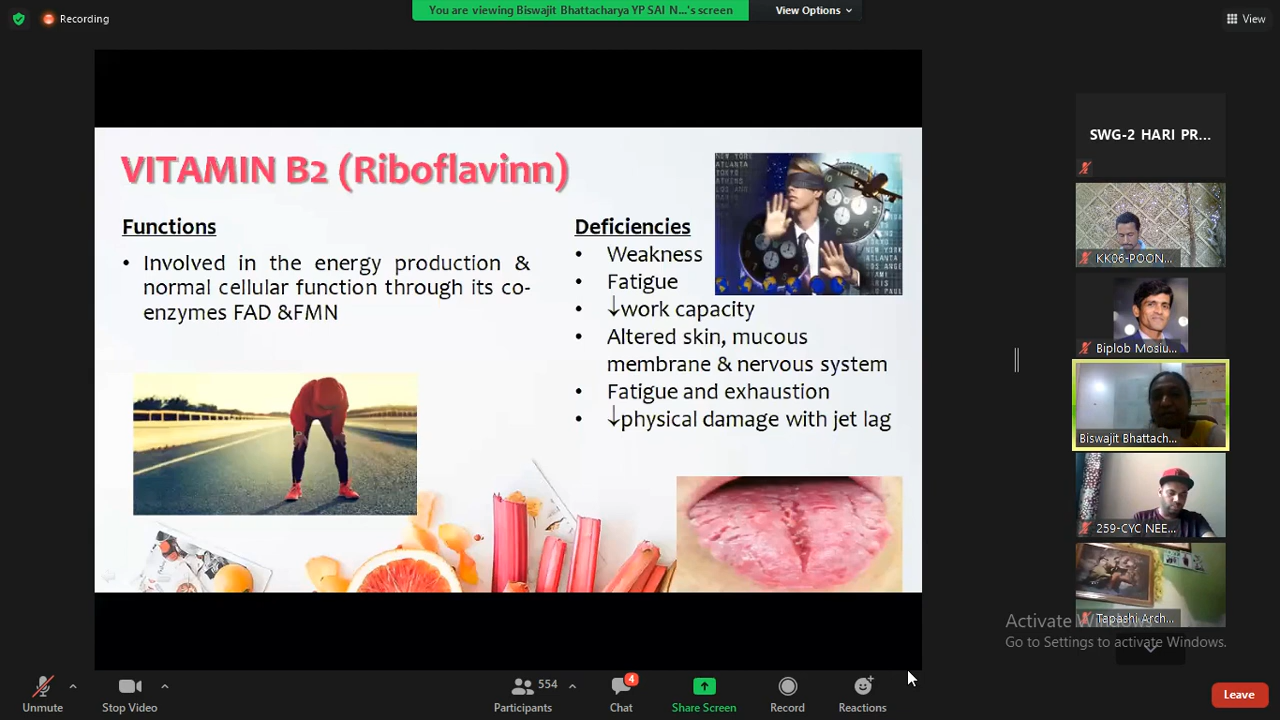 You are viewing Biswajit Bhattacharya YP SAI N...'s screen
View Options
Recording
View
VITAMIN B2 (Riboflavinn)
Functions
• Involved in the energy production &
normal cellular function through its co-
enzymes FAD &FMN
Deficiencies
• Weakness
• Fatigue
• ↓work capacity
• Altered skin, mucous
membrane & nervous system
• Fatigue and exhaustion
• ↓physical damage with jet lag
NEW YORK
ATLANTA
SWG-2 HARI PR...
KK06-POON...
Biplob Mosiu...
Biswajit Bhattach...
259-CYC NEE...
Tapashi Arch...
Activate Windows
Go to Settings to activate Windows.
Unmute
Stop Video
554
Participants
4
Chat
Share Screen
Record
Reactions
Leave